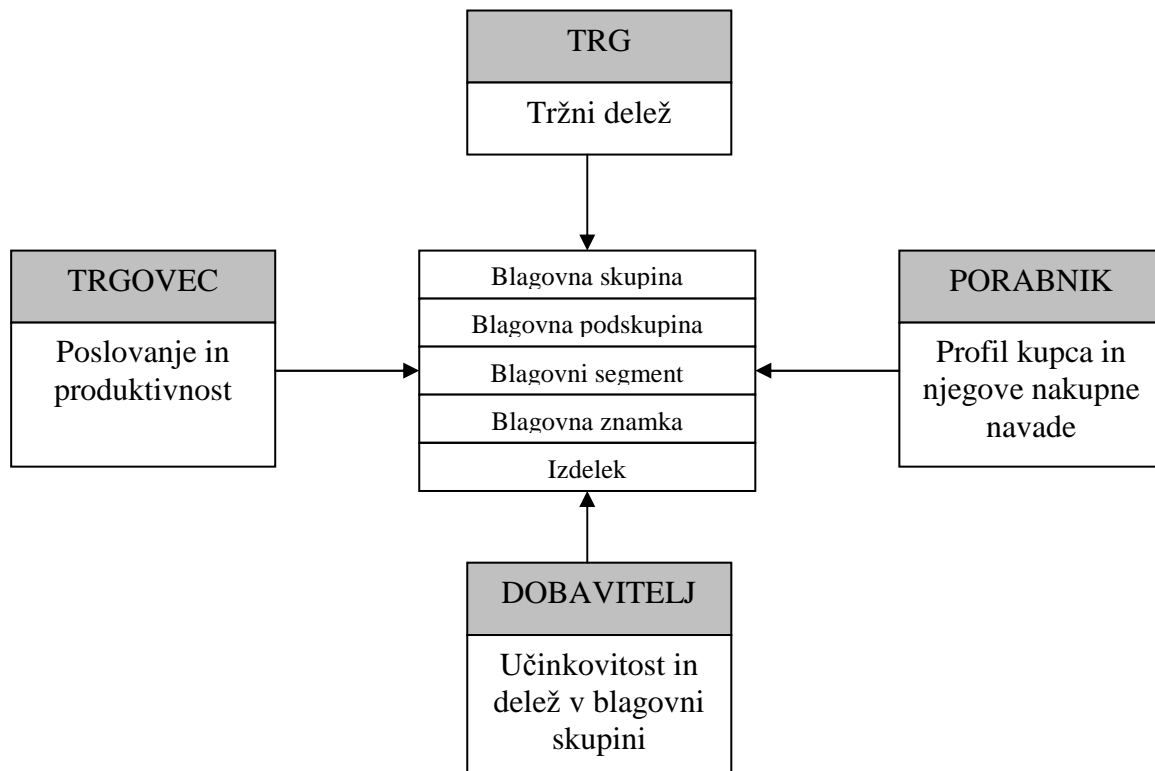 TRG
Tržni delež
TRGOVEC
Poslovanje in
produktivnost
Blagovna skupina
Blagovna podskupina
Blagovni segment
Blagovna znamka
Izdelek
PORABNIK
Profil kupca in
njegove nakupne
navade
DOBAVITELJ
Učinkovitost in
delež v blagovni
skupini